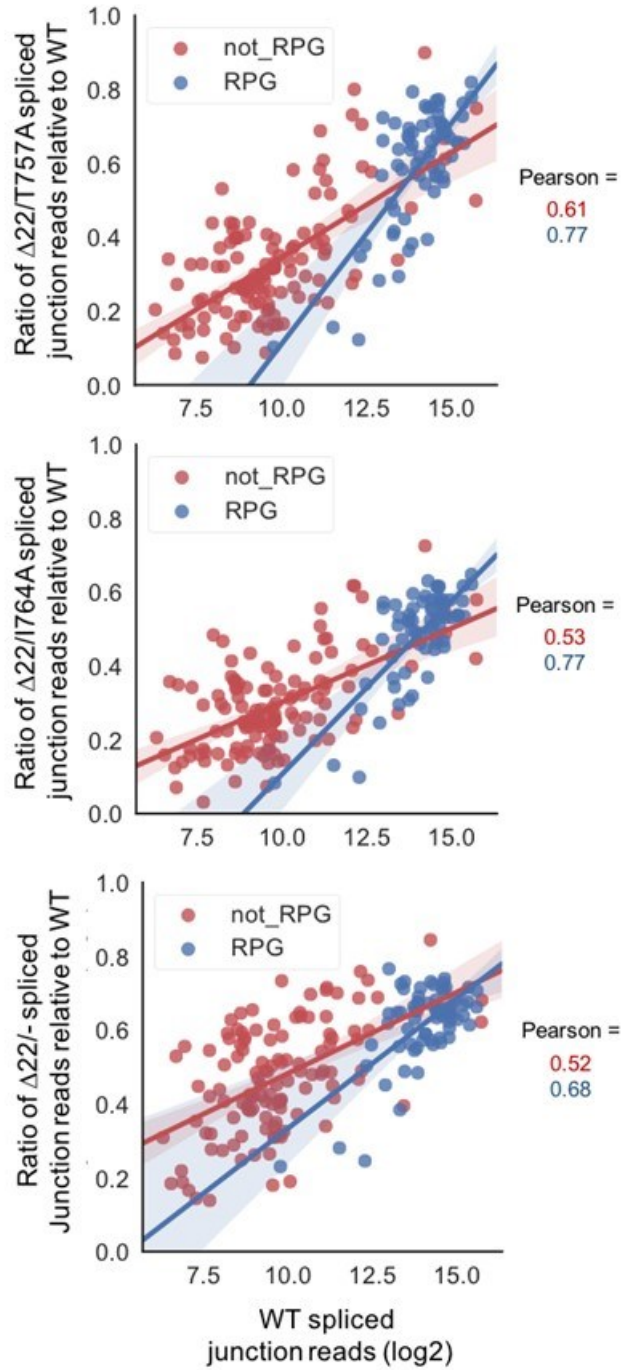 Ratio of Δ22/T757A spliced
junction reads relative to WT
1.0
0.8
0.6
0.4
0.2
0.0
not_RPG
RPG
7.5 10.0 12.5 15.0
Pearson =
0.61
0.77
Ratio of Δ22/I764A spliced
junction reads relative to WT
1.0
0.8
0.6
0.4
0.2
0.0
not_RPG
RPG
7.5 10.0 12.5 15.0
Pearson =
0.53
0.77
Ratio of Δ22/- spliced
Junction reads relative to WT
1.0
0.8
0.6
0.4
0.2
0.0
not_RPG
RPG
7.5 10.0 12.5 15.0
Pearson =
0.52
0.68
WT spliced
junction reads (log2)